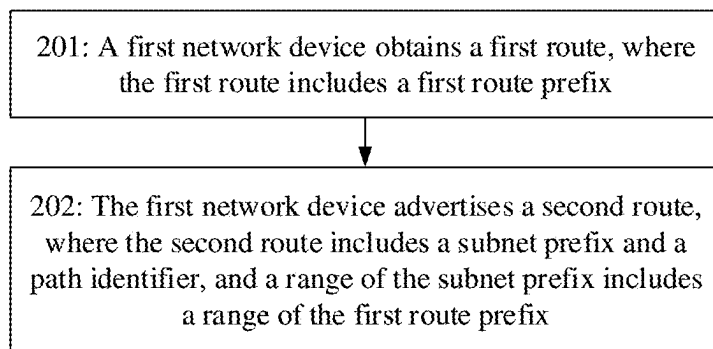 201: A first network device obtains a first route, where
the first route includes a first route prefix
202: The first network device advertises a second route,
where the second route includes a subnet prefix and a
path identifier, and a range of the subnet prefix includes
a range of the first route prefix